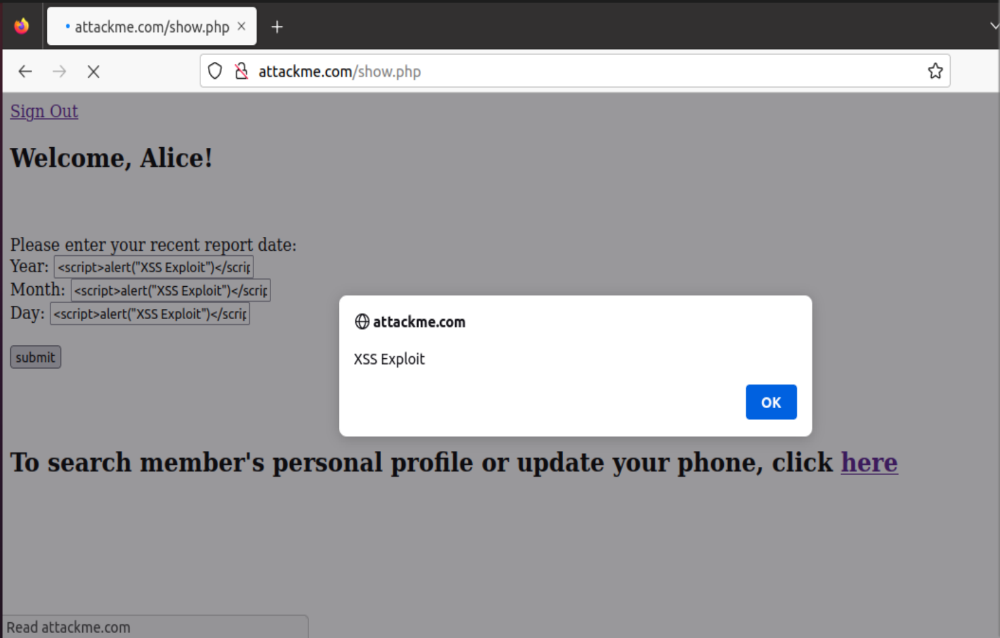 attackme.com/show.php
attackme.com/show.php
Sign Out
Welcome, Alice!
Please enter your recent report date:
Year: <script>alert("XSS Exploit")</scrip
Month: <script>alert("XSS Exploit")</scrip
Day: <script>alert("XSS Exploit")</scrip
submit
attackme.com
XSS Exploit
OK
To search member's personal profile or update your phone, click here
Read attackme.com